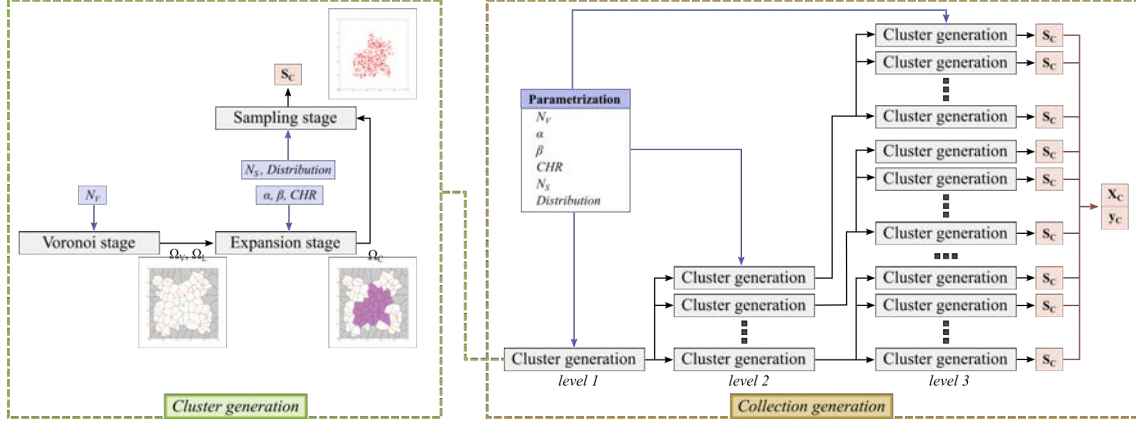 S_C
Sampling stage
N_S, Distribution
α, β, CHR
N_V
Voronoi stage
Expansion stage
Ω_V, Ω_L
Ω_C
Cluster generation
Parametrization
N_V
α
β
CHR
N_S
Distribution
Cluster generation
level 1
Cluster generation
Cluster generation
Cluster generation
level 2
Cluster generation S_C
Cluster generation S_C
Cluster generation S_C
Cluster generation S_C
Cluster generation S_C
Cluster generation S_C
Cluster generation S_C
Cluster generation S_C
Cluster generation S_C
level 3
X_C
y_C
Collection generation